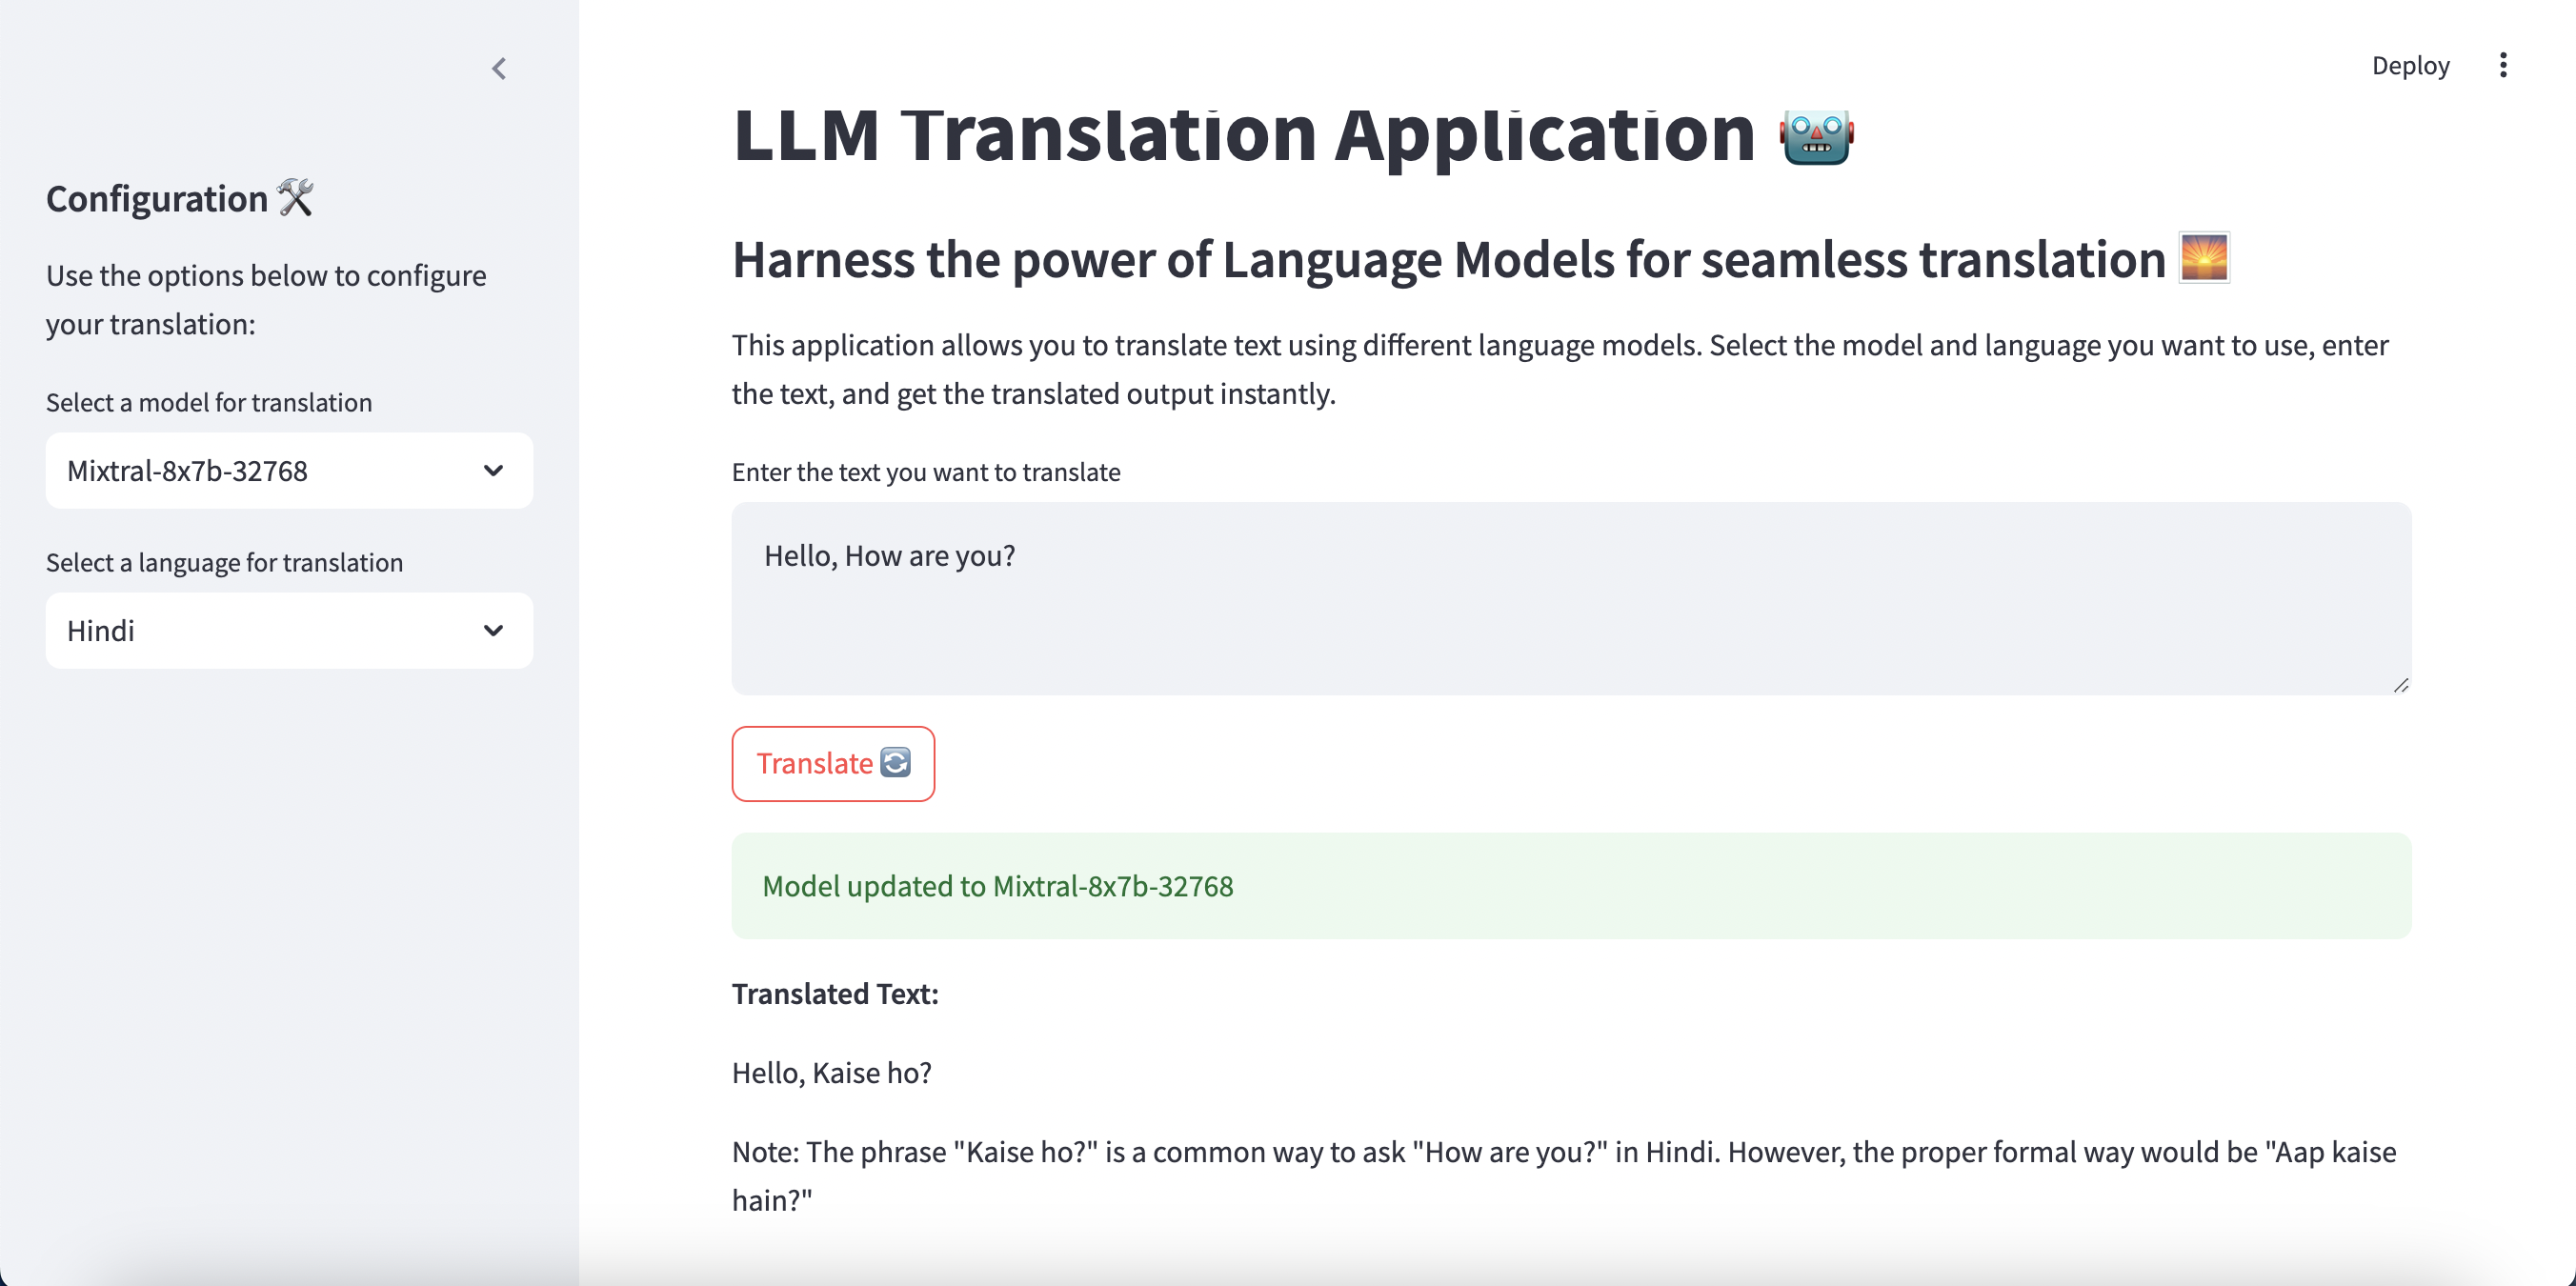 Deploy
Configuration 🛠️
Use the options below to configure
your translation:
Select a model for translation
Mixtral-8x7b-32768
Select a language for translation
Hindi
LLM Translation Application 🤖
Harness the power of Language Models for seamless translation 🌅
This application allows you to translate text using different language models. Select the model and language you want to use, enter
the text, and get the translated output instantly.
Enter the text you want to translate
Hello, How are you?
Translate 🔄
Model updated to Mixtral-8x7b-32768
Translated Text:
Hello, Kaise ho?
Note: The phrase "Kaise ho?" is a common way to ask "How are you?" in Hindi. However, the proper formal way would be "Aap kaise
hain?"